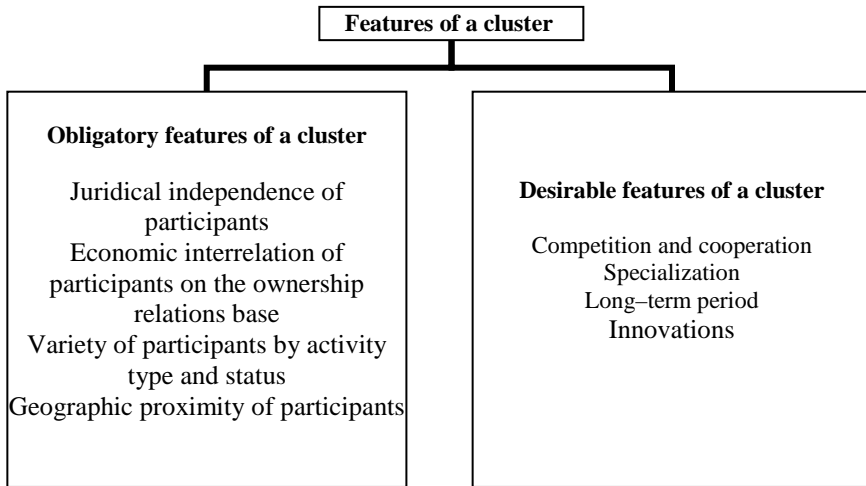 Features of a cluster
Obligatory features of a cluster
Juridical independence of
participants
Economic interrelation of
participants on the ownership
relations base
Variety of participants by activity
type and status
Geographic proximity of participants
Desirable features of a cluster
Competition and cooperation
Specialization
Long–term period
Innovations